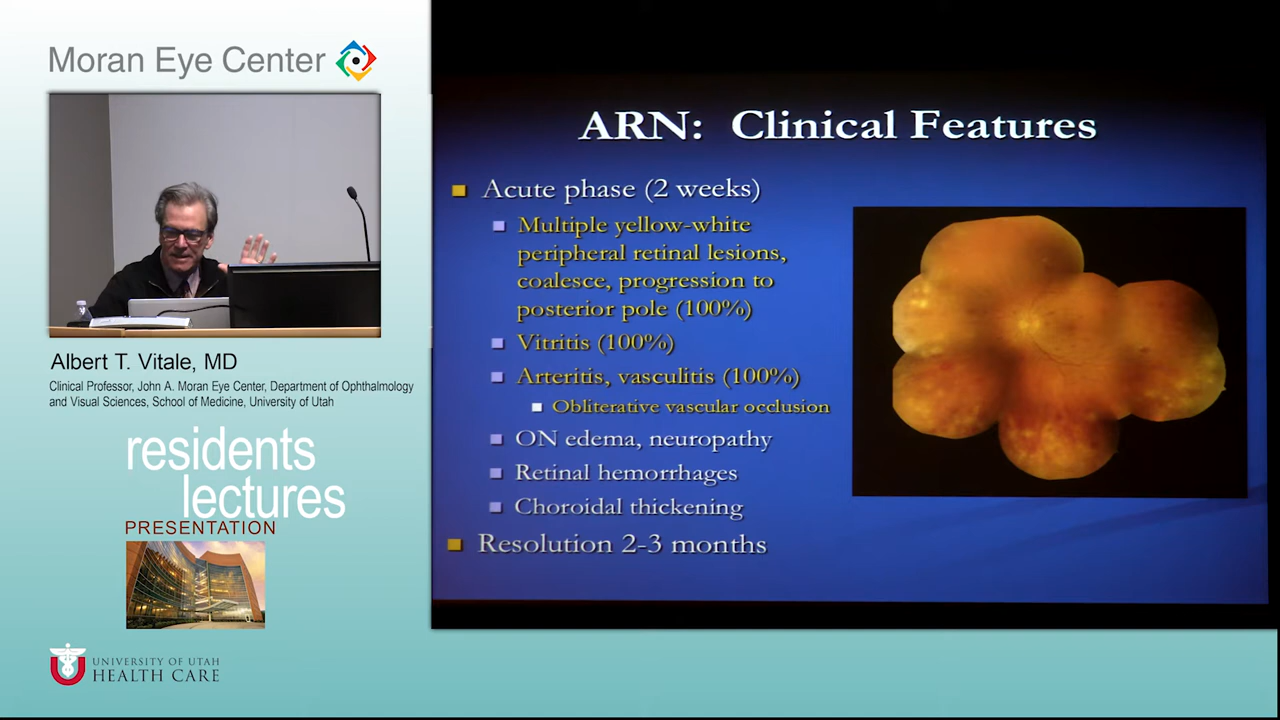 Moran Eye Center
Albert T. Vitale, MD
Clinical Professor, John A. Moran Eye Center, Department of Ophthalmology
and Visual Sciences, School of Medicine, University of Utah
residents
lectures
PRESENTATION
UNIVERSITY OF UTAH
HEALTH CARE
ARN: Clinical Features
Acute phase (2 weeks)
Multiple yellow-white
peripheral retinal lesions,
coalesce, progression to
posterior pole (100%)
Vitritis (100%)
Arteritis, vasculitis (100%)
Obliterative vascular occlusion
ON edema, neuropathy
Retinal hemorrhages
Choroidal thickening
Resolution 2-3 months